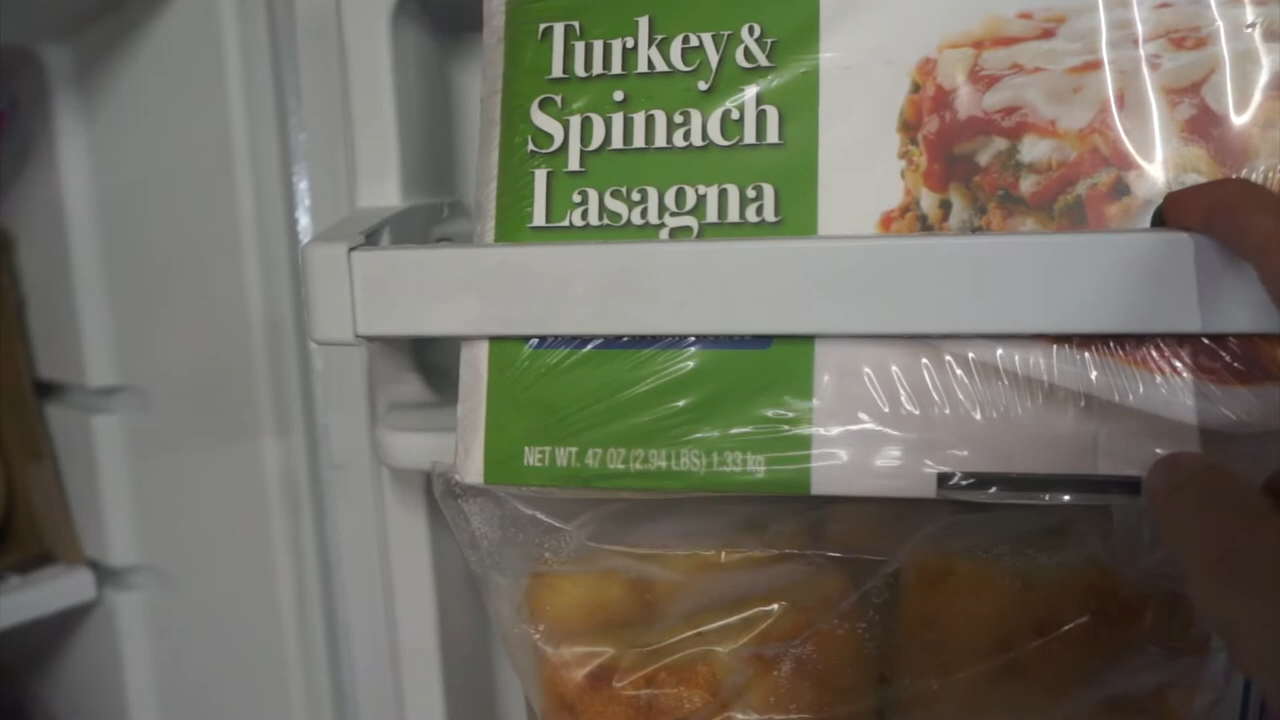 Turkey &
Spinach
Lasagna
NET WT. 47 OZ (2.94 LBS) 1.33 kg